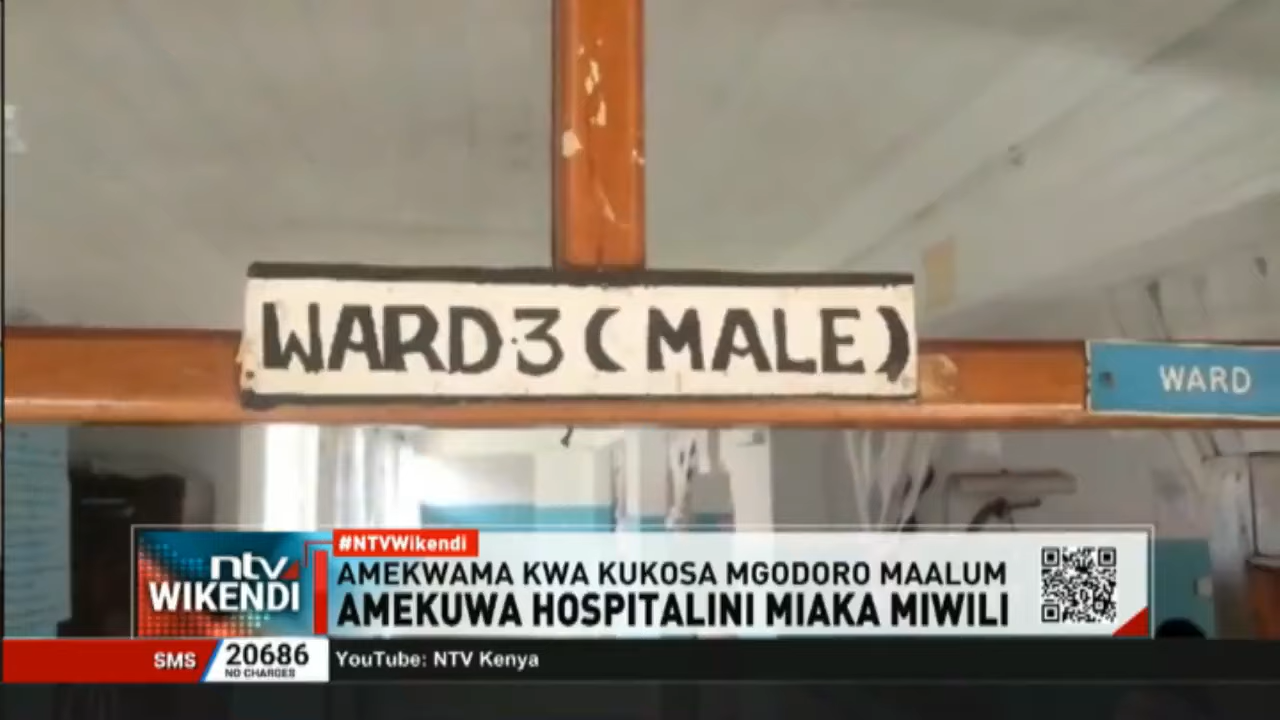 WARD 3 (MALE)
WARD
#NTVWikendi
ntv
WIKENDI
AMEKWAMA KWA KUKOSA MGODORO MAALUM
AMEKUWA HOSPITALINI MIAKA MIWILI
SMS 20686
NO CHARGES
YouTube: NTV Kenya